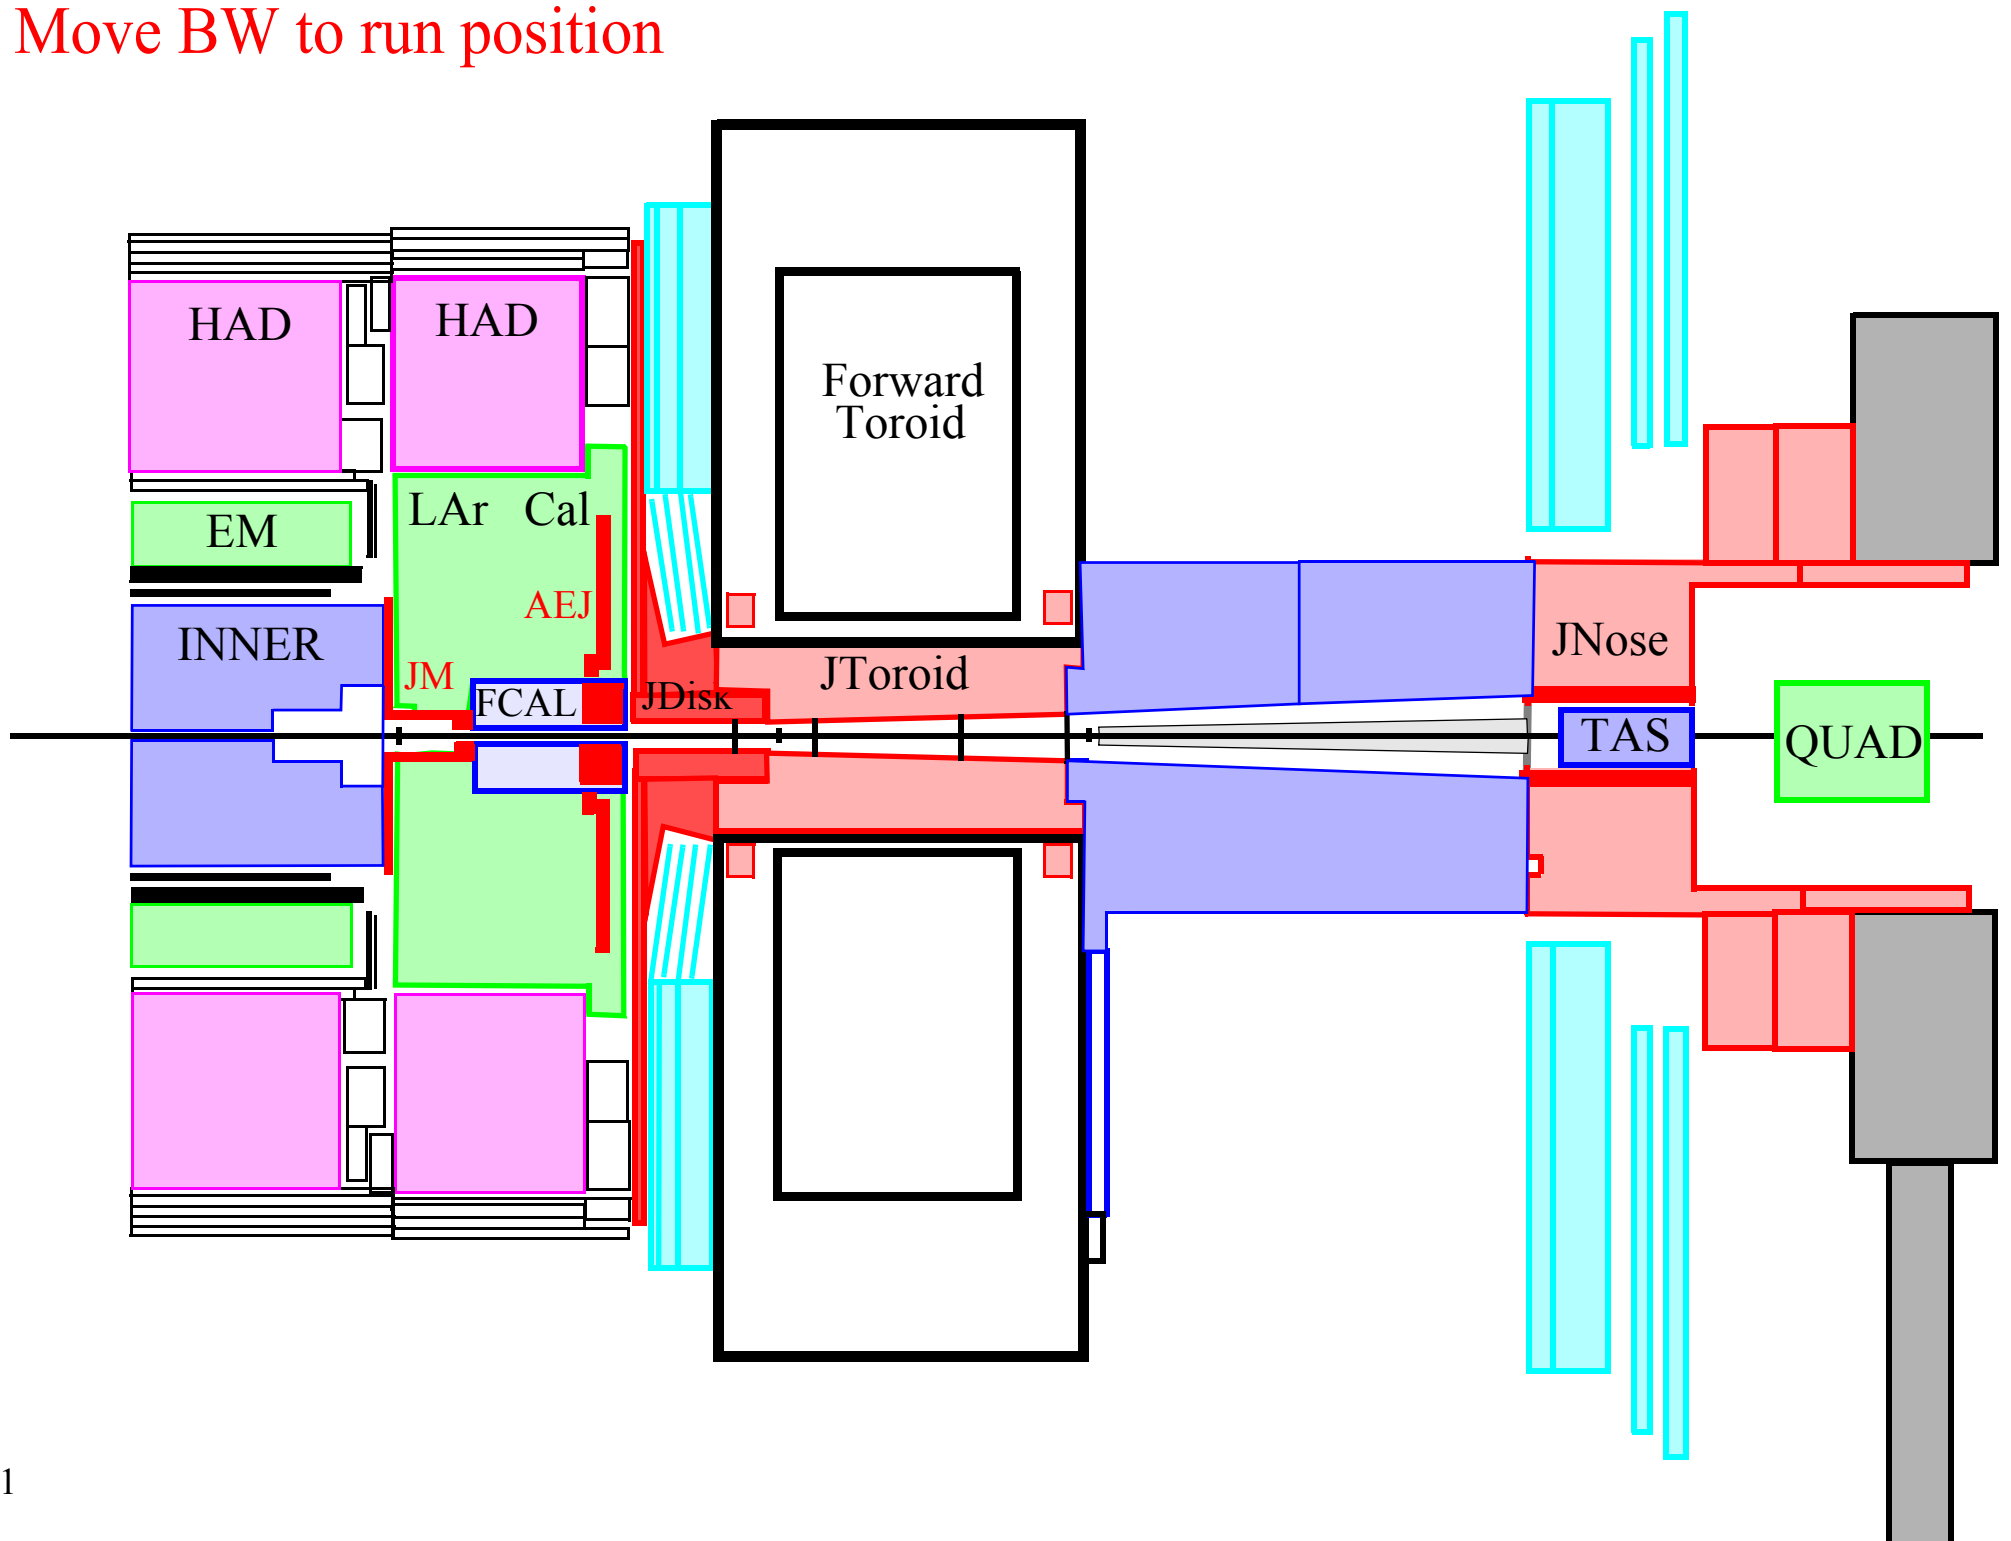 Move BW to run position
HAD
HAD
Forward
Toroid
LAr Cal
EM
AEJ
INNER
JM
FCAL
JDisk
JToroid
JNose
TAS
QUAD
1